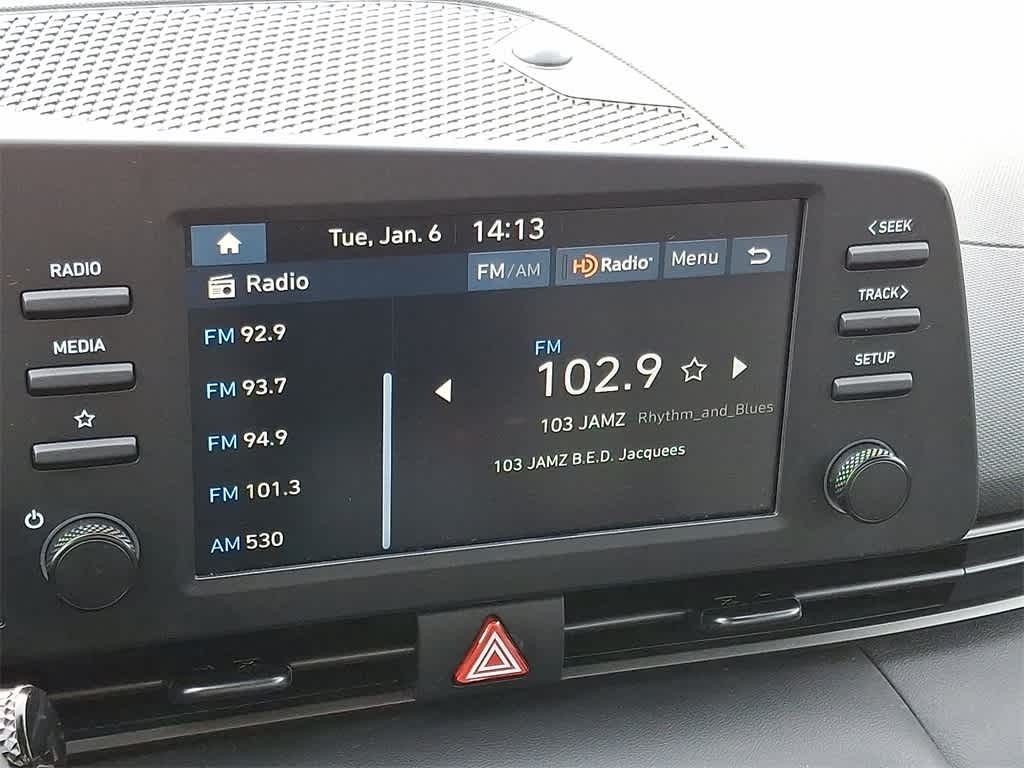 Tue, Jan. 6 14:13
Radio
FM/AM HD Radio Menu
FM 92.9
FM 93.7
FM 94.9
FM 101.3
AM 530
FM
102.9
103 JAMZ Rhythm_and_Blues
103 JAMZ B.E.D. Jacquees
RADIO
MEDIA
<SEEK
TRACK>
SETUP